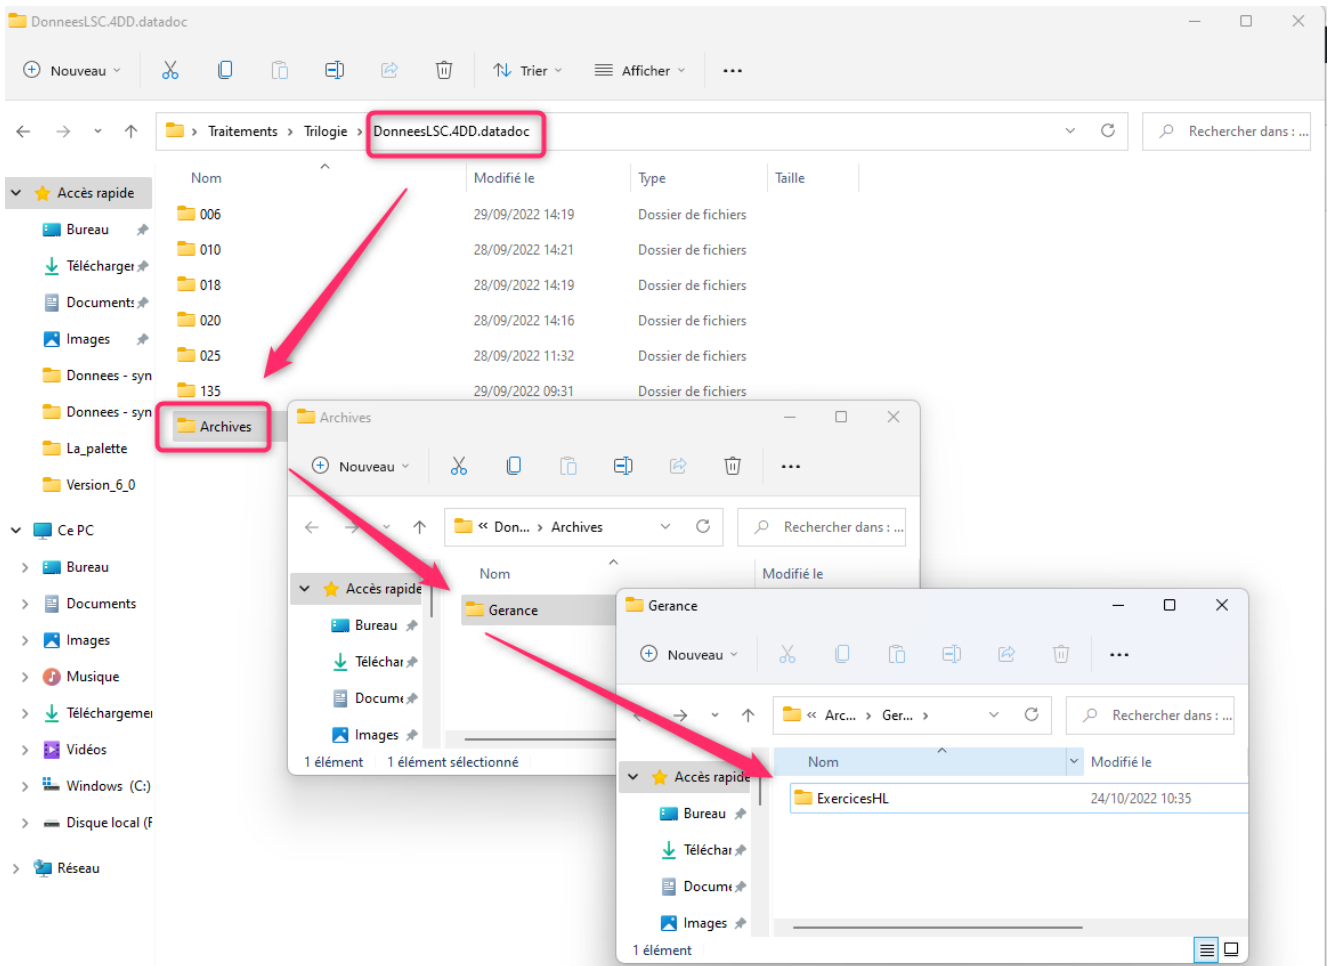 DonneesLSC.4DD.datadoc
Nouveau
Trier
Afficher
Traitements > Trilogie > DonneesLSC.4DD.datadoc
Rechercher dans : ...
Nom
Modifié le
Type
Taille
Accès rapide
Bureau
Télécharger
Documents
Images
Donnees - syn
Donnees - syn
La_palette
Version_6_0
Ce PC
Bureau
Documents
Images
Musique
Téléchargemei
Vidéos
Windows (C:)
Disque local (F
Réseau
006 29/09/2022 14:19 Dossier de fichiers
010 28/09/2022 14:21 Dossier de fichiers
018 28/09/2022 14:19 Dossier de fichiers
020 28/09/2022 14:16 Dossier de fichiers
025 28/09/2022 11:32 Dossier de fichiers
135 29/09/2022 09:31 Dossier de fichiers
Archives
Archives
Nouveau
« Don... > Archives
Rechercher dans : ...
Nom
Modifié le
Accès rapide
Bureau
Téléchar
Docume
Images
Gerance
1 élément 1 élément sélectionné
Gerance
Nouveau
« Arc... > Ger... >
Rechercher dans : ...
Nom
Modifié le
Accès rapide
Bureau
Téléchar
Docume
Images
ExercicesHL 24/10/2022 10:35
1 élément